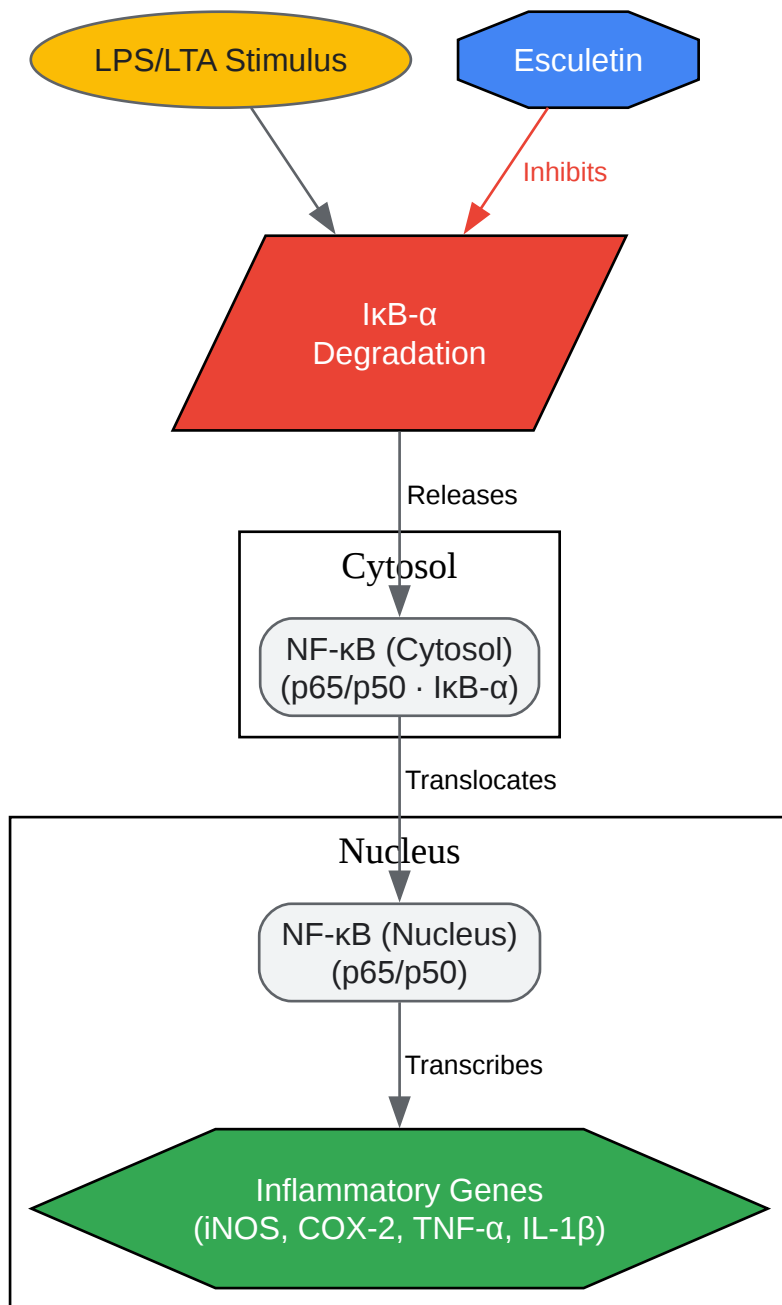 LPS/LTA Stimulus
Esculetin
Inhibits
IκB-α
Degradation
Releases
Cytosol
NF-κB (Cytosol)
(p65/p50 · IκB-α)
Translocates
Nucleus
NF-κB (Nucleus)
(p65/p50)
Transcribes
Inflammatory Genes
(iNOS, COX-2, TNF-α, IL-1β)